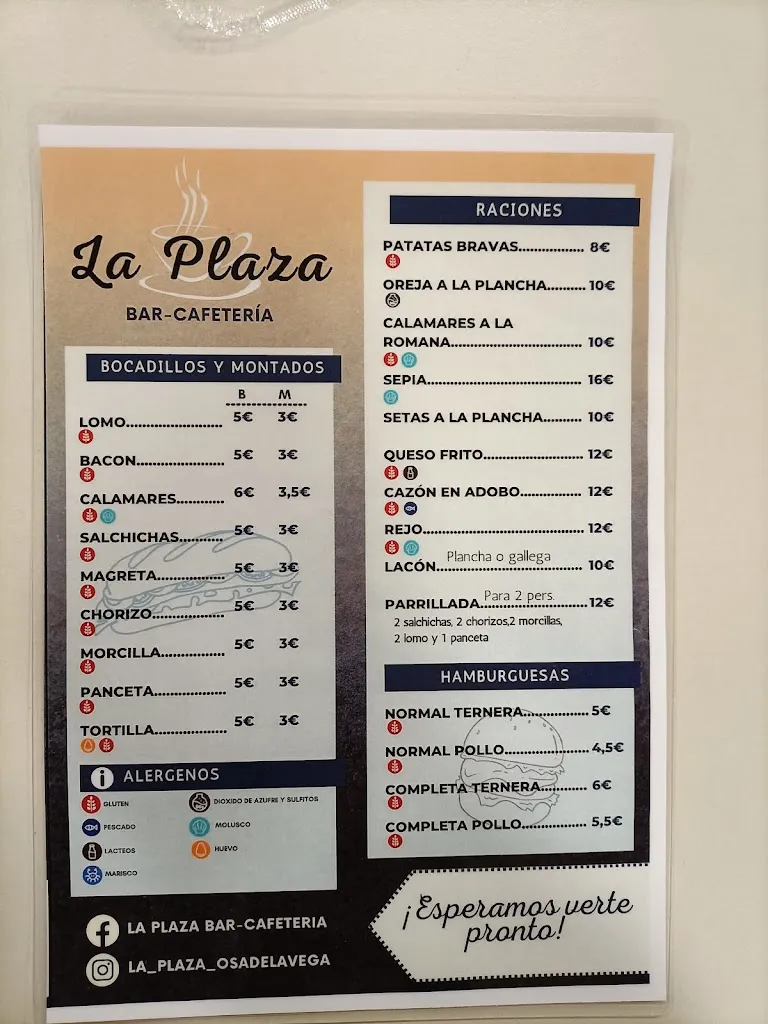 La Plaza
BAR-CAFETERÍA
BOCADILLOS Y MONTADOS
B M
LOMO........................ 5€ 3€
BACON...................... 5€ 3€
CALAMARES............ 6€ 3,5€
SALCHICHAS........... 5€ 3€
MAGRETA................. 5€ 3€
CHORIZO.................. 5€ 3€
MORCILLA................ 5€ 3€
PANCETA.................. 5€ 3€
TORTILLA.................. 5€ 3€
i ALERGENOS
GLUTEN DIOXIDO DE AZUFRE Y SULFITOS
PESCADO MOLUSCO
LACTEOS HUEVO
MARISCO
LA PLAZA BAR-CAFETERIA
LA_PLAZA_OSADELAVEGA
RACIONES
PATATAS BRAVAS................ 8€
OREJA A LA PLANCHA.......... 10€
CALAMARES A LA
ROMANA................................ 10€
SEPIA...................................... 16€
SETAS A LA PLANCHA.......... 10€
QUESO FRITO........................ 12€
CAZÓN EN ADOBO............... 12€
REJO....................................... 12€
Plancha o gallega
LACÓN.................................... 10€
Para 2 pers.
PARRILLADA..........................12€
2 salchichas, 2 chorizos,2 morcillas,
2 lomo y 1 panceta
HAMBURGUESAS
NORMAL TERNERA................ 5€
NORMAL POLLO..................... 4,5€
COMPLETA TERNERA............ 6€
COMPLETA POLLO................ 5,5€
¡Esperamos verte
pronto!